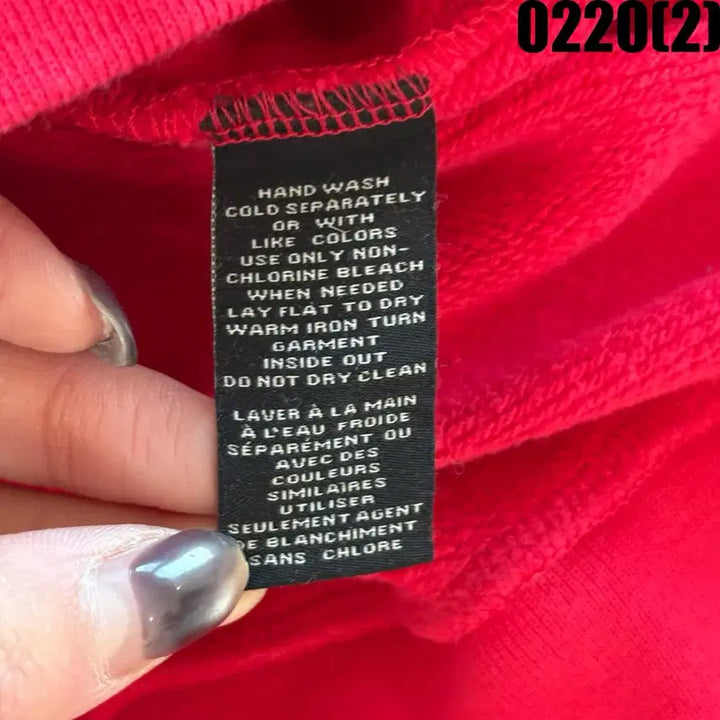 0220(2)
HAND WASH
COLD SEPARATELY
OR WITH
LIKE COLORS
USE ONLY NON-
CHLORINE BLEACH
WHEN NEEDED
LAY FLAT TO DRY
WARM IRON TURN
GARMENT
INSIDE OUT
DO NOT DRY CLEAN
LAVER À LA MAIN
À L'EAU FROIDE
SÉPARÉMENT OU
AVEC DES
COULEURS
SIMILAIRES
UTILISER
SEULEMENT AGENT
DE BLANCHIMENT
SANS CHLORE